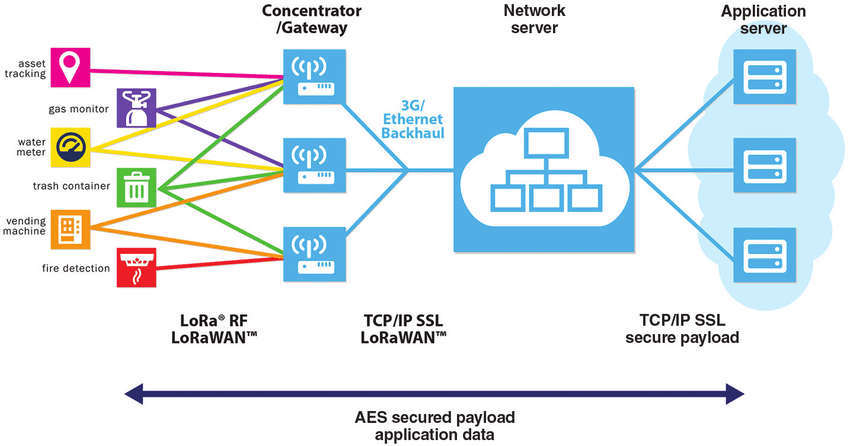 Concentrator
/Gateway
Network
server
Application
server
asset
tracking
gas monitor
water
meter
trash container
vending
machine
fire detection
3G/
Ethernet
Backhaul
LoRa® RF
LoRaWAN™
TCP/IP SSL
LoRaWAN™
TCP/IP SSL
secure payload
AES secured payload
application data